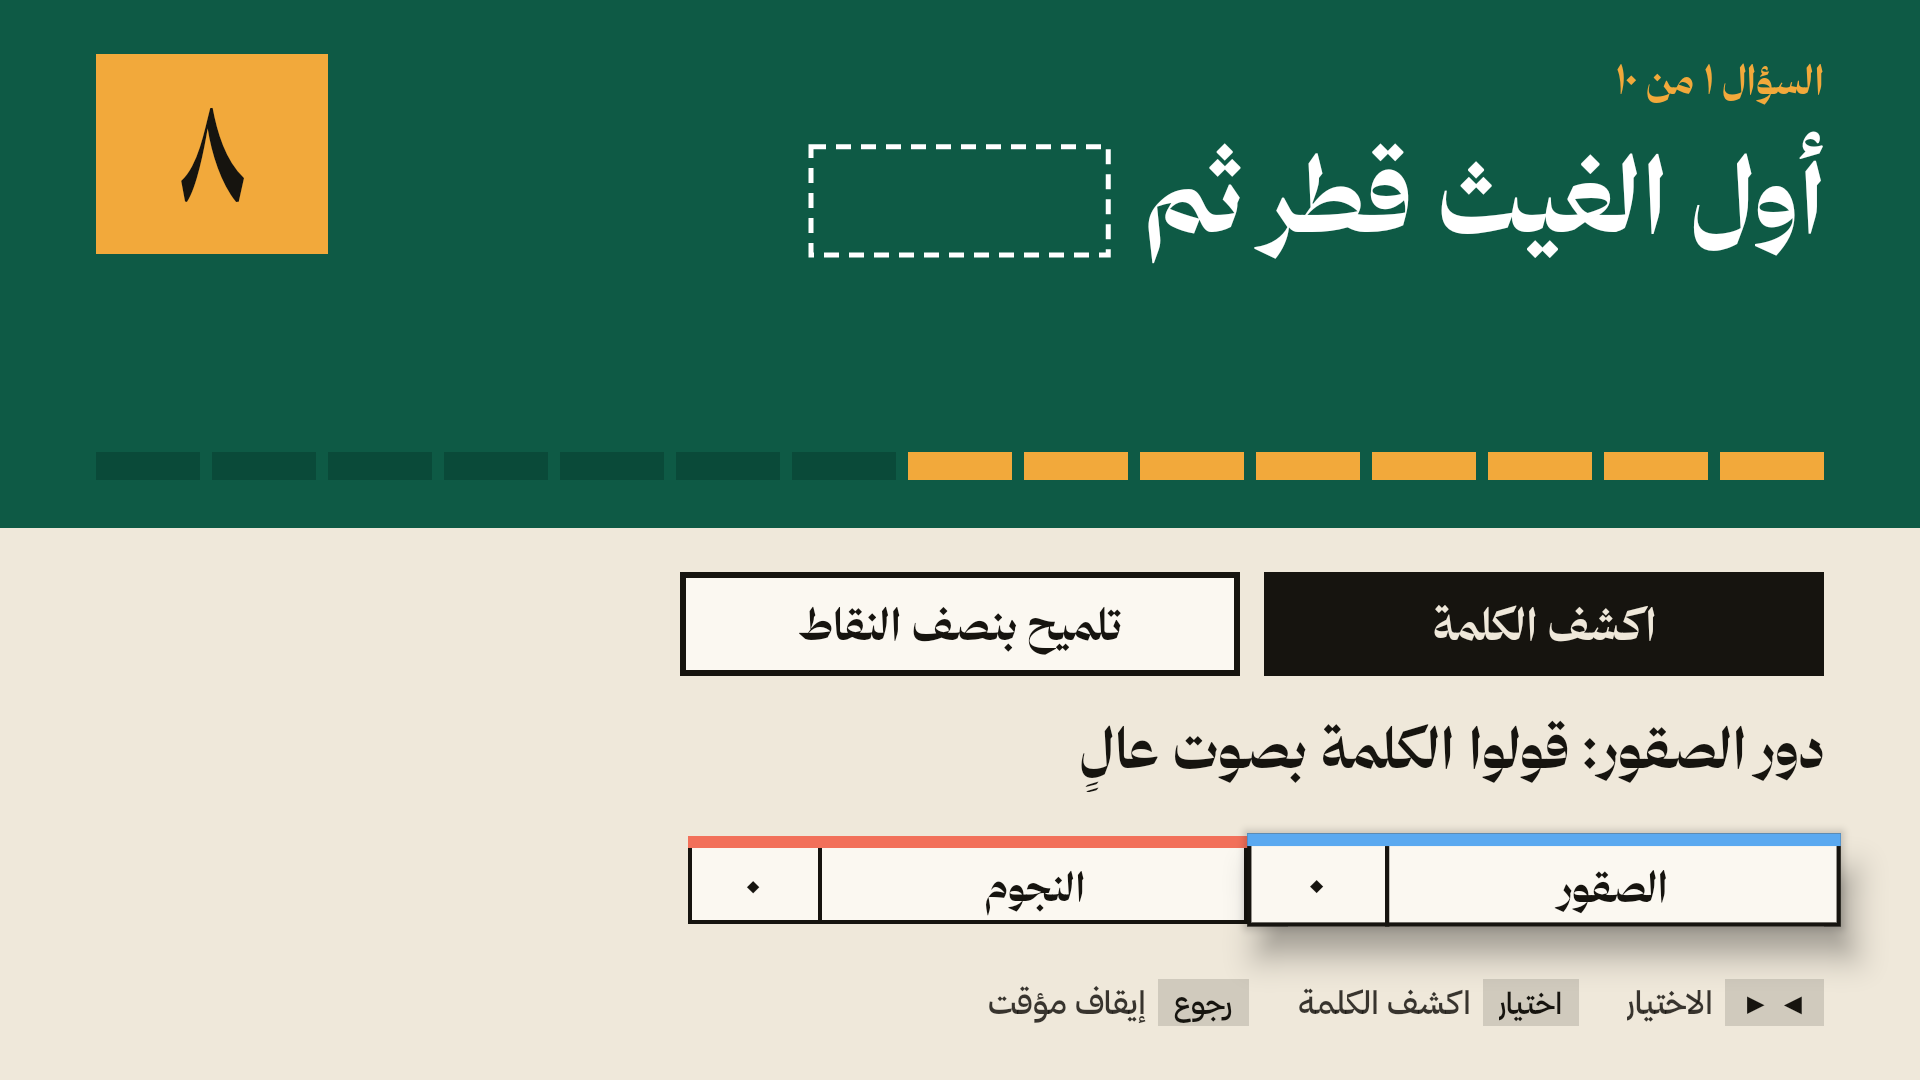 السؤال ١ من ١٠
أول الغيث قطر ثم
٨
اكشف الكلمة
تلميح بنصف النقاط
دور الصقور: قولوا الكلمة بصوت عالٍ
الصقور ٠
النجوم ٠
◄ ► الاختيار اختيار اكشف الكلمة رجوع إيقاف مؤقت